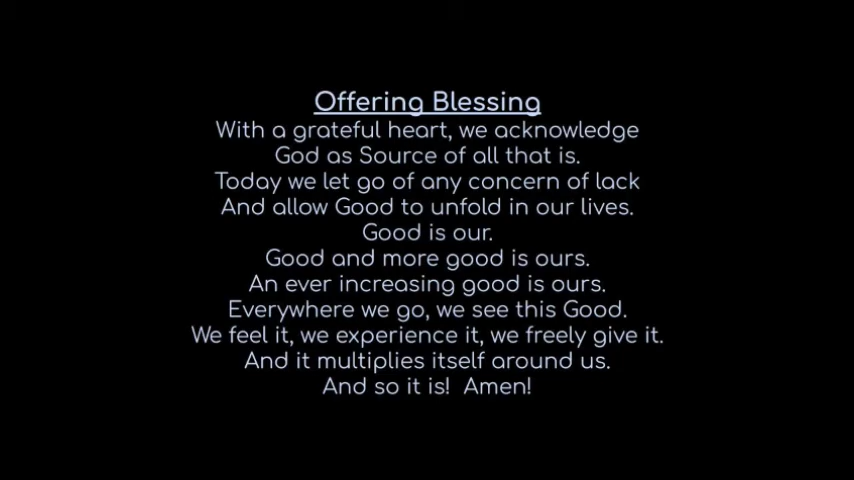 Offering Blessing
With a grateful heart, we acknowledge
God as Source of all that is.
Today we let go of any concern of lack
And allow Good to unfold in our lives.
Good is our.
Good and more good is ours.
An ever increasing good is ours.
Everywhere we go, we see this Good.
We feel it, we experience it, we freely give it.
And it multiplies itself around us.
And so it is!  Amen!